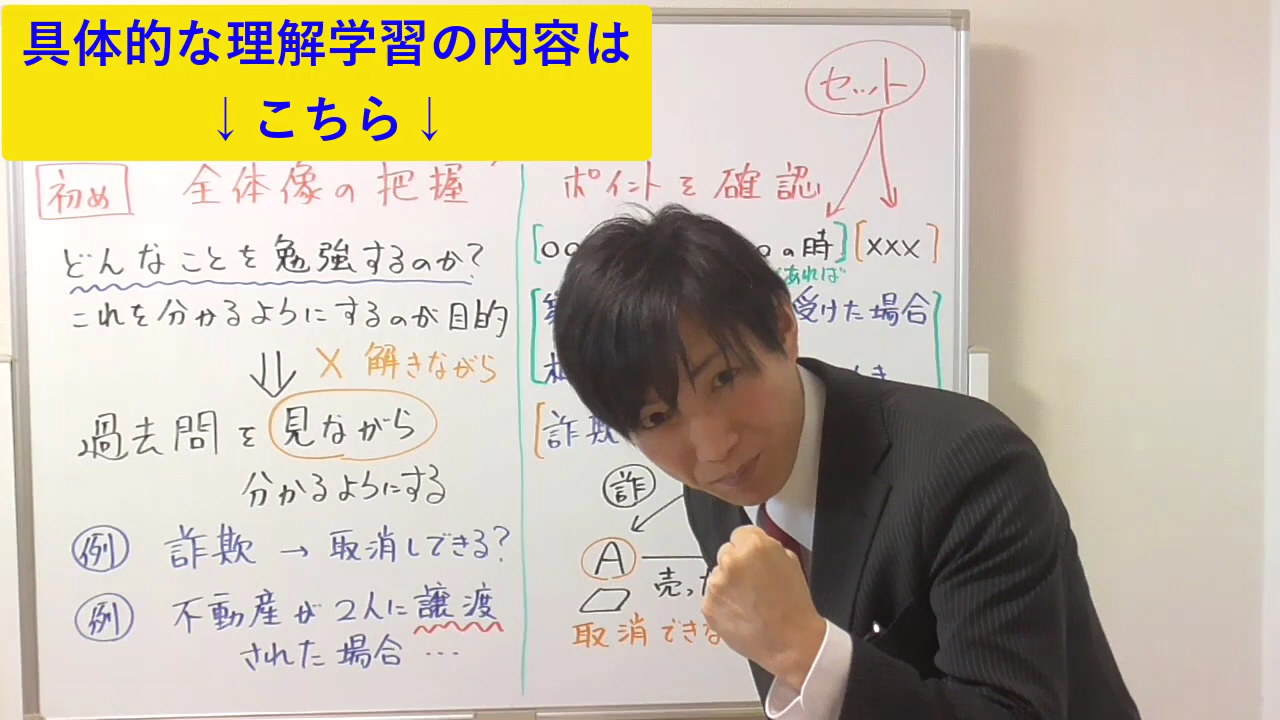 具体的な理解学習の内容は
↓こちら↓
初め 全体像の把握
どんなことを勉強するのか?
これを分かるようにするのが目的
× 解きながら
過去問を見ながら
分かるようにする
例 詐欺 → 取消しできる?
例 不動産が2人に譲渡
された場合…
セット
ポイントを確認
の時 ×××
あれば
受けた場合
詐欺
詐
A
売っ
取消できな